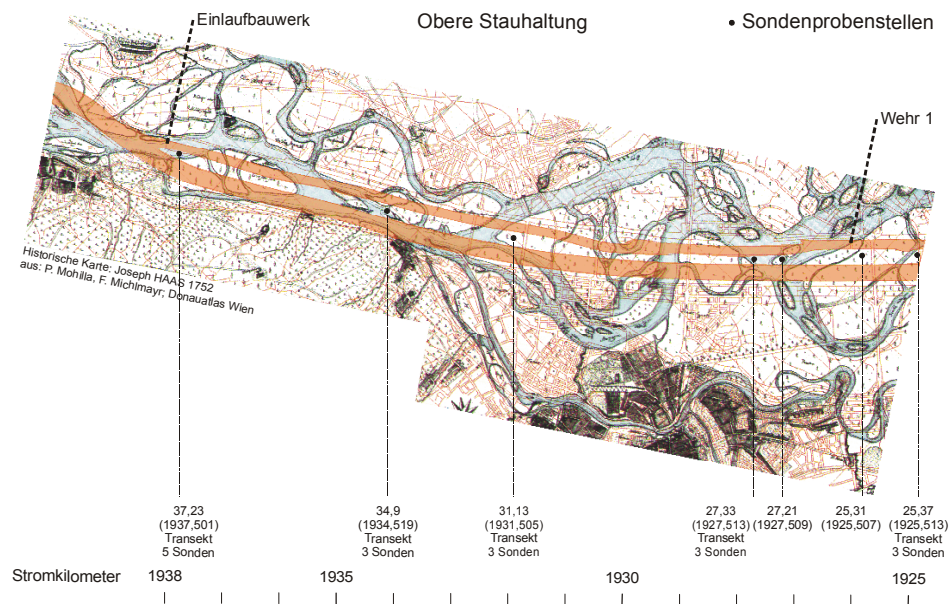 Einlaufbauwerk
Obere Stauhaltung
• Sondenprobenstellen
Wehr 1
Historische Karte; Joseph HAAS 1752
aus: P. Mohilla, F. Michlmayr; Donauatlas Wien
37,23
(1937,501)
Transekt
5 Sonden
34,9
(1934,519)
Transekt
3 Sonden
31,13
(1931,505)
Transekt
3 Sonden
27,33
(1927,513)
Transekt
3 Sonden
27,21
(1927,509)
25,31
(1925,507)
25,37
(1925,513)
Transekt
3 Sonden
Stromkilometer 1938 1935 1930 1925